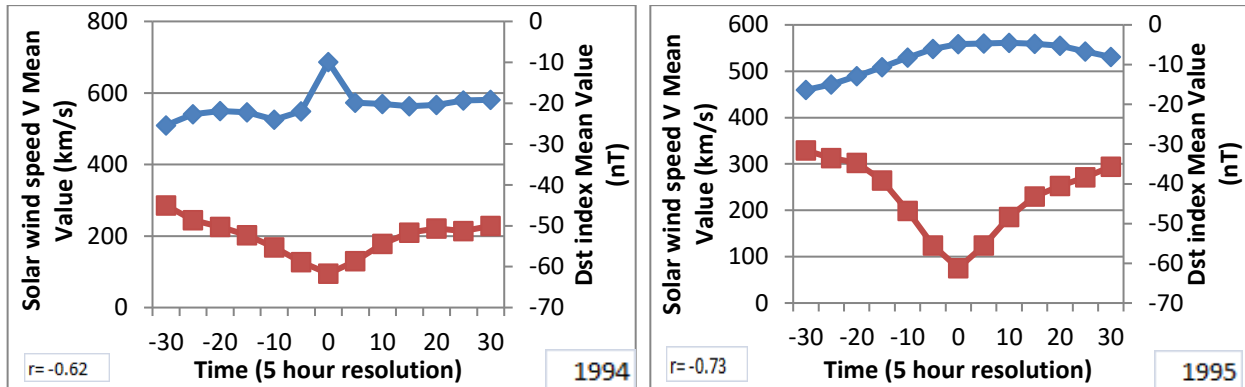 Solar wind speed V Mean
Value (km/s)
800
600
400
200
0
-0
-10
-20
-30
-40
-50
-60
-70
Dst index Mean Value
(nT)
-30 -20 -10 0 10 20 30
Time (5 hour resolution)
r= -0.62
1994
Solar wind speed V Mean
Value (km/s)
600
500
400
300
200
100
0
0
-10
-20
-30
-40
-50
-60
-70
Dst index Mean Value
(nT)
-30 -20 -10 0 10 20 30
Time (5 hour resolution)
r= -0.73
1995